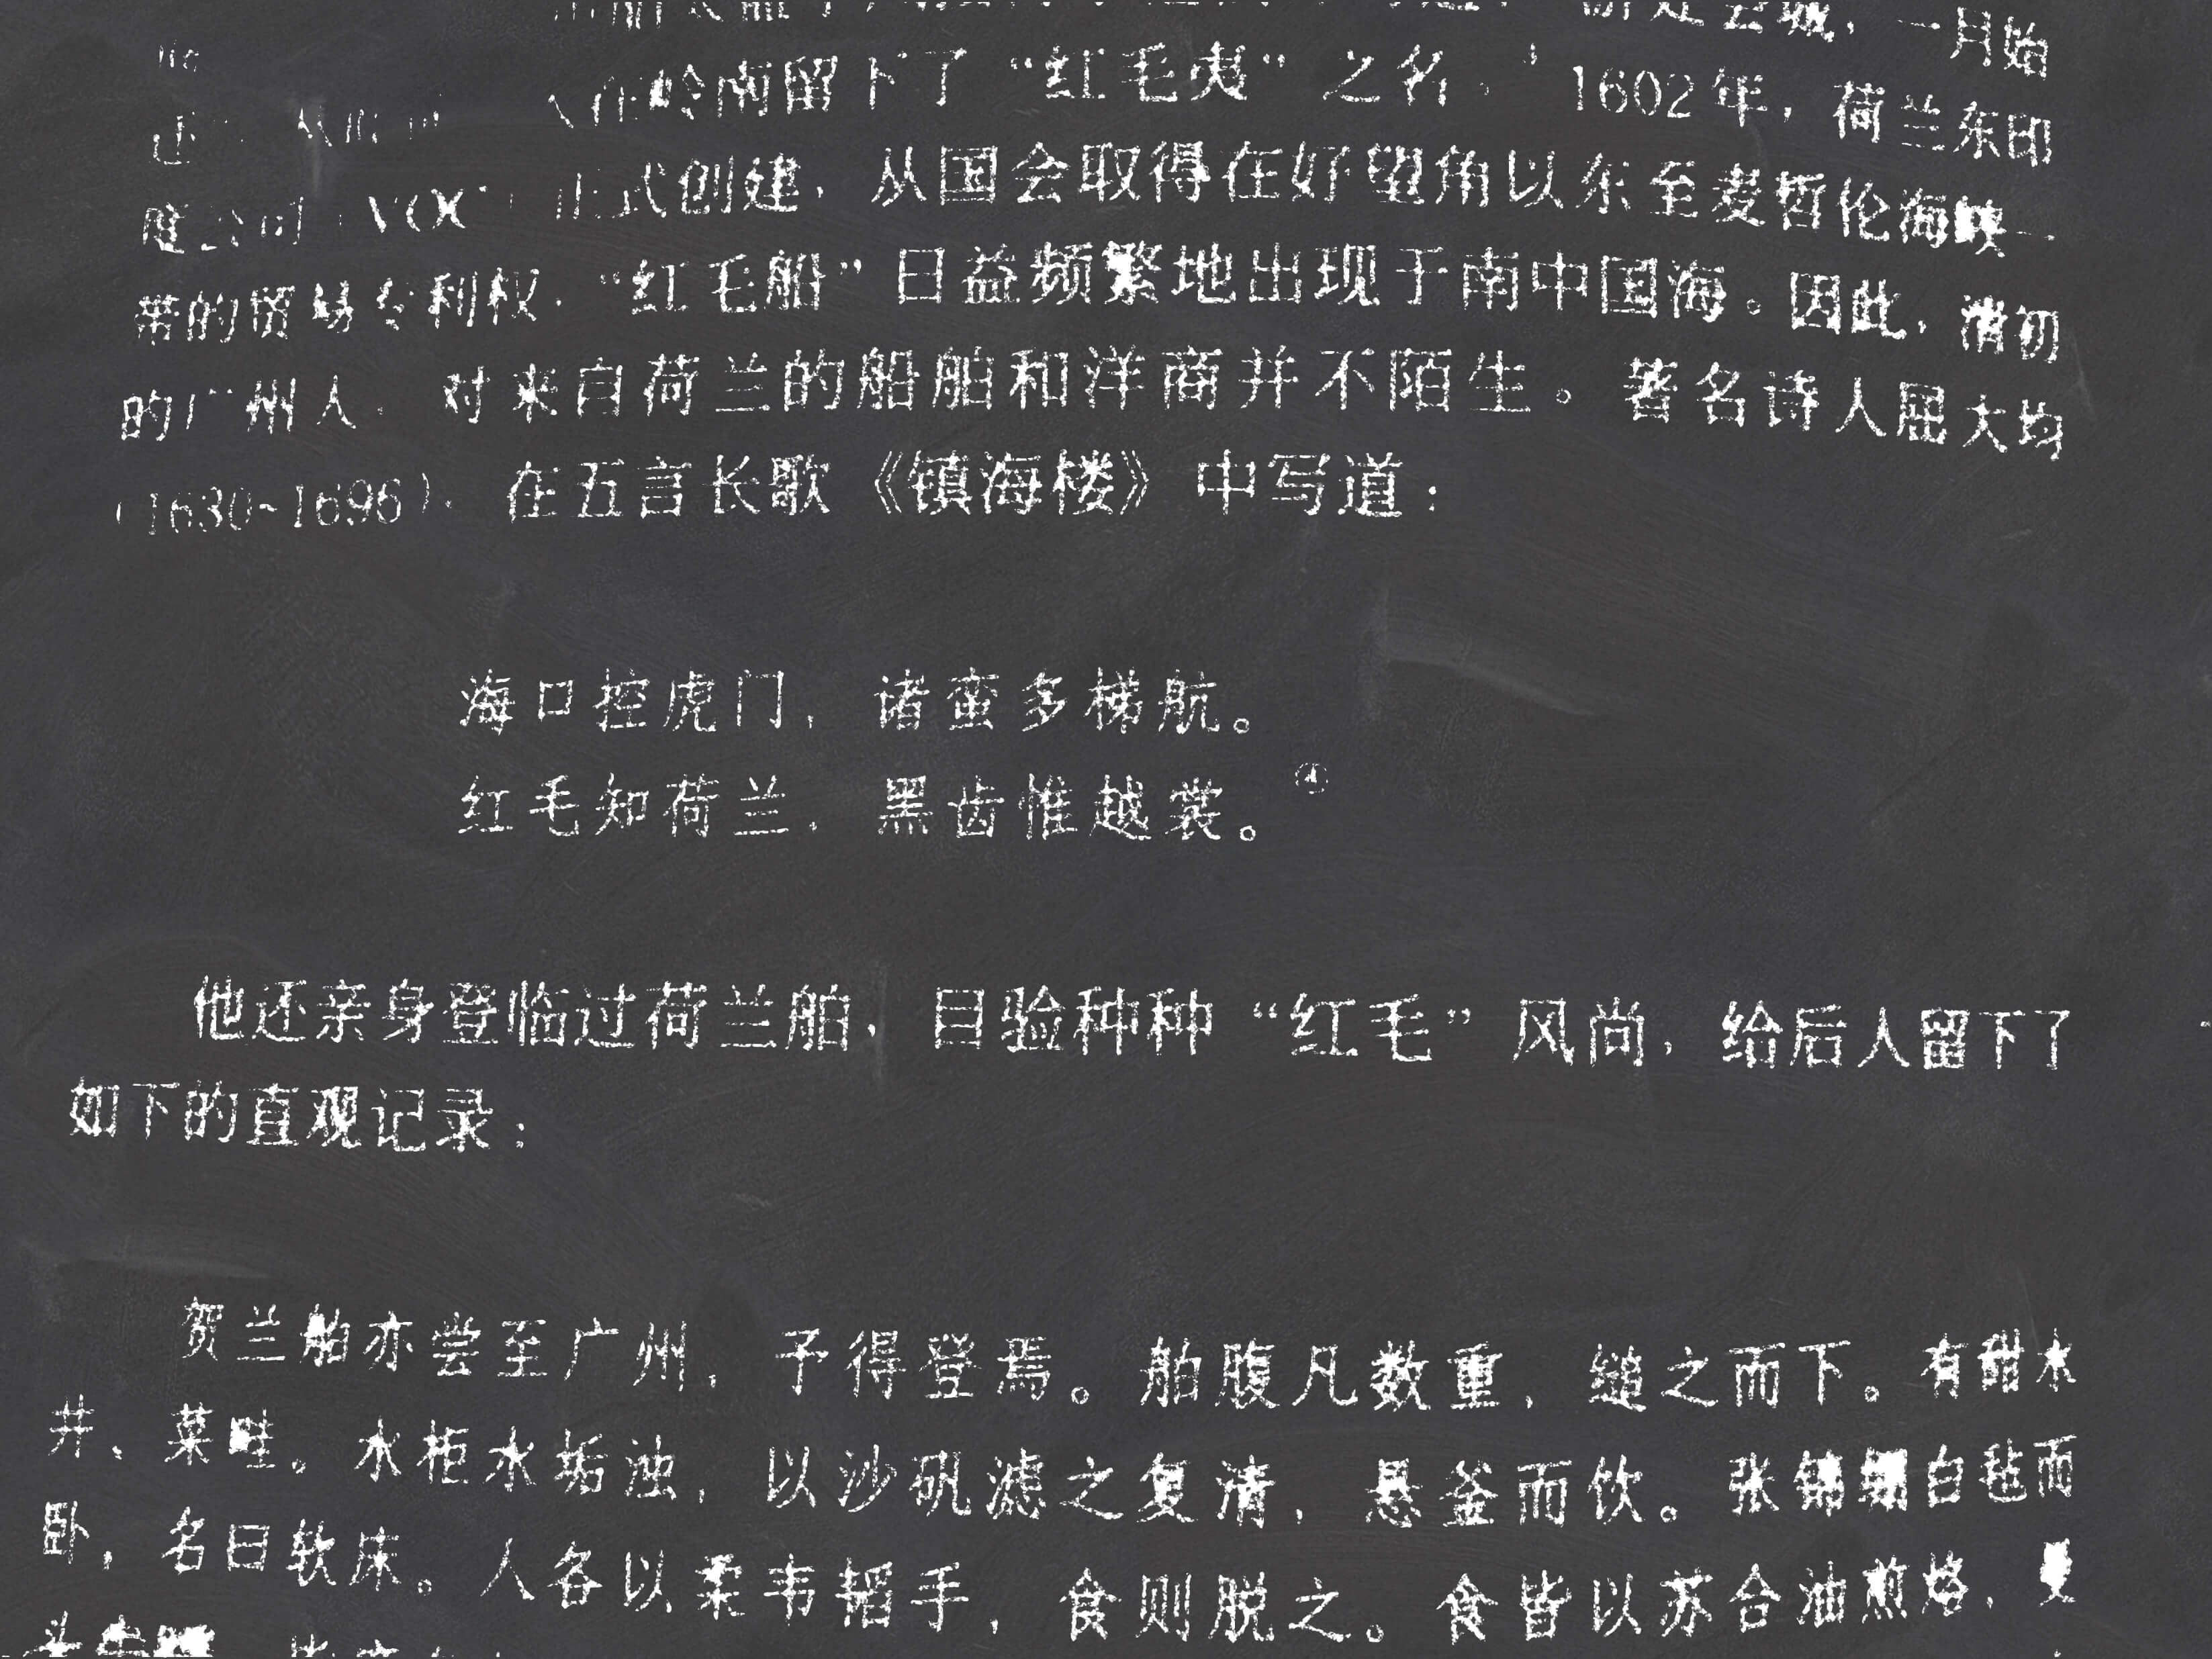 会城，一月始
还 在岭南留下了“红毛夷”之名。 1602年，荷兰东印
度公司（VOC）正式创建，从国会取得在好望角以东至麦哲伦海峡一
带的贸易专利权，“红毛船”日益频繁地出现于南中国海。因此，清初
的广州人，对来自荷兰的船舶和洋商并不陌生。著名诗人屈大均
（1630~1696），在五言长歌《镇海楼》中写道：
海口控虎门，诸蛮多梯航。
红毛知荷兰，黑齿惟越裳。④
他还亲身登临过荷兰舶，目验种种“红毛”风尚，给后人留下了
如下的直观记录：
贺兰舶亦尝至广州，予得登焉。舶腹凡数重，缒之而下。有甜水
井、菜畦。水柜水垢浊，以沙矾滤之复清，悬釜而饮。张锦绷白毡而
卧，名曰软床。人各以柔韦韬手，食则脱之。食皆以苏合油煎烙，曼